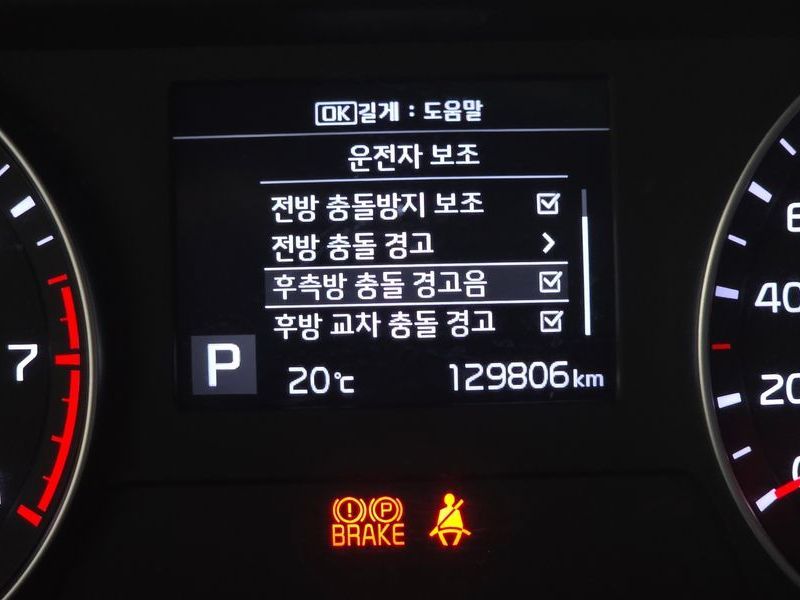 OK길게 : 도움말
운전자 보조
전방 충돌방지 보조
전방 충돌 경고
후측방 충돌 경고음
후방 교차 충돌 경고
P
20℃ 129806km
7
40
20
0
P
BRAKE